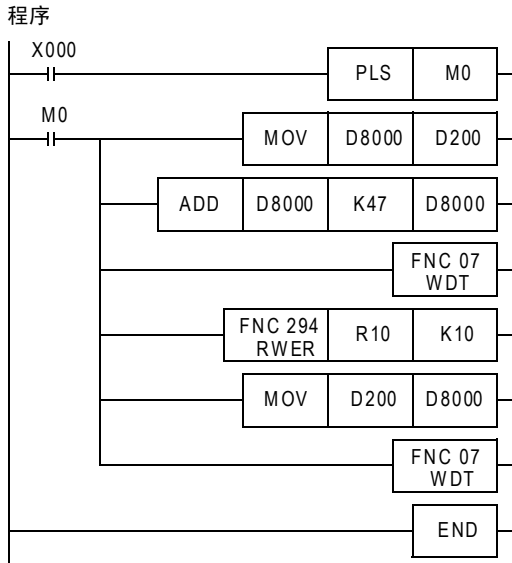 程序
X000
PLS M0
M0
MOV D8000 D200
ADD D8000 K47 D8000
FNC 07
WDT
FNC 294
RWER R10 K10
MOV D200 D8000
FNC 07
WDT
END